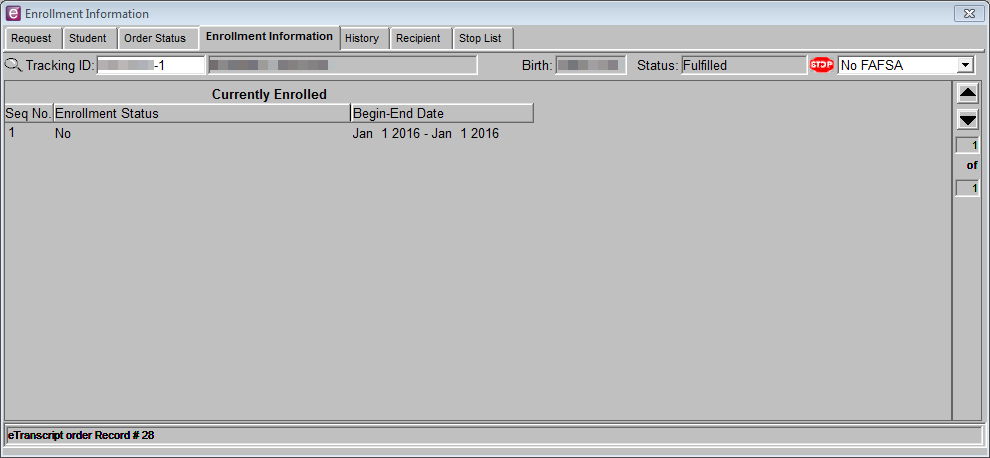 Enrollment Information
Request Student Order Status Enrollment Information History Recipient Stop List
Tracking ID: -1 Birth: Status: Fulfilled STOP No FAFSA
Currently Enrolled
Seq No. Enrollment Status Begin-End Date
1 No Jan 1 2016 - Jan 1 2016
1
of
1
eTranscript order Record # 28